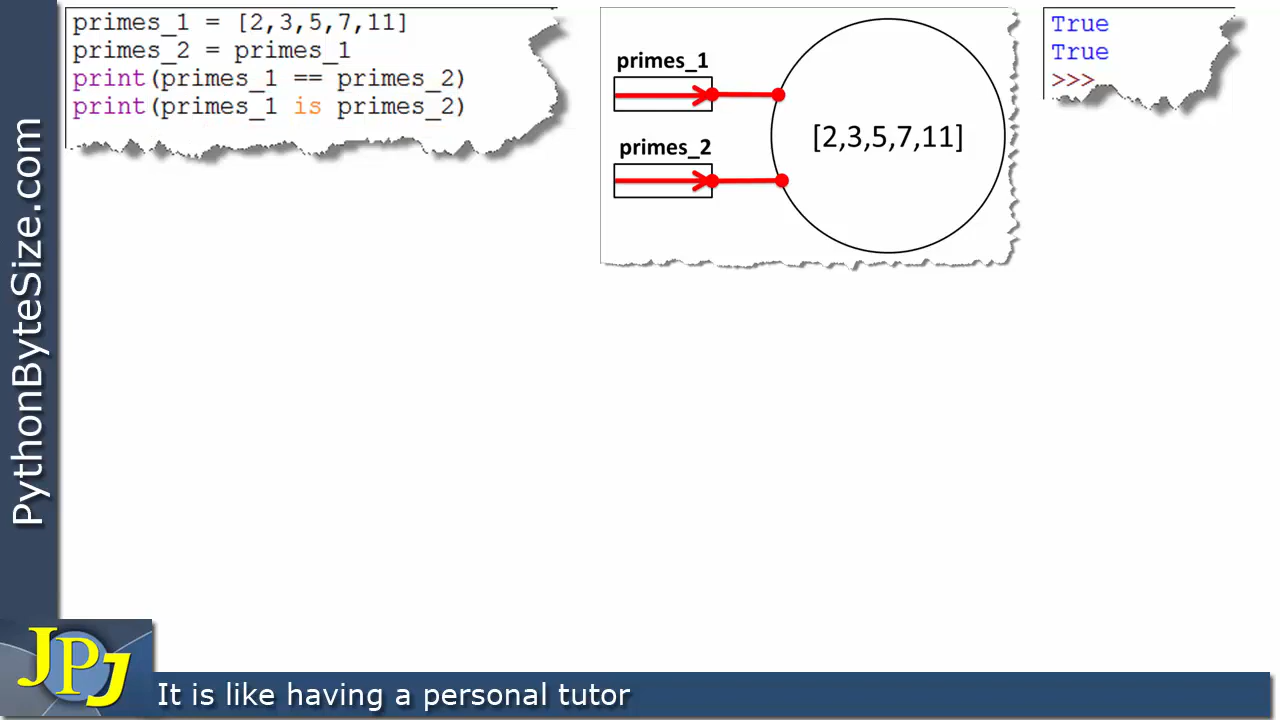 primes_1 = [2,3,5,7,11]
primes_2 = primes_1
print(primes_1 == primes_2)
print(primes_1 is primes_2)
primes_1
primes_2
[2,3,5,7,11]
True
True
>>>
PythonByteSize.com
JPJ
It is like having a personal tutor